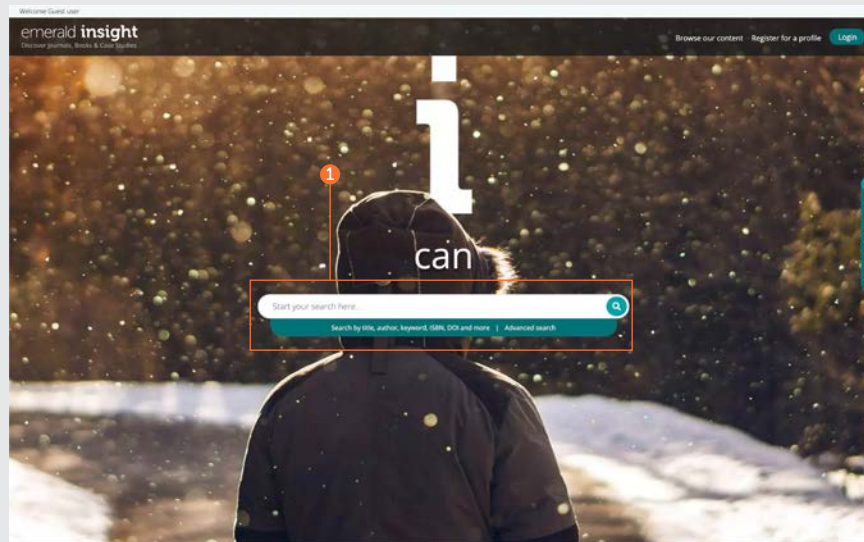 Welcome Guest user
emerald insight
Discover Journals, Books & Case Studies
Browse our content
Register for a profile
Login
i
1
can
Start your search here...
Search by title, author, keyword, ISBN, DOI and more | Advanced search